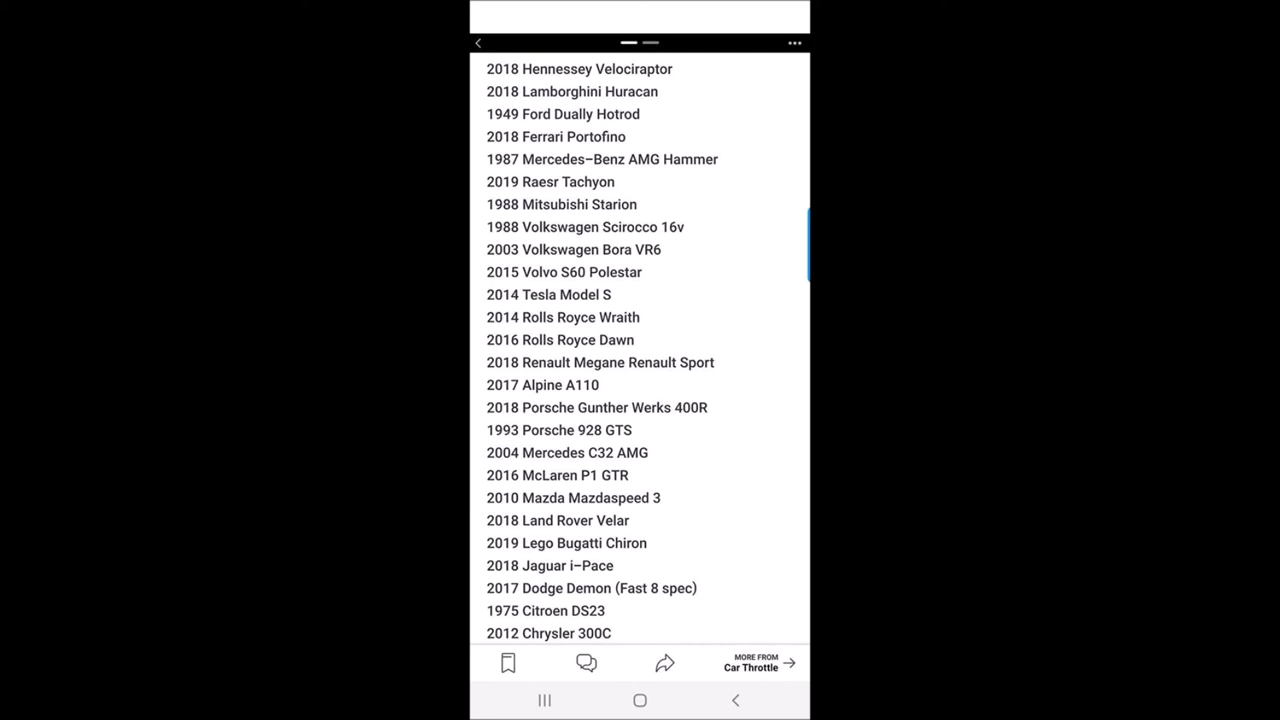 2018 Hennessey Velociraptor
2018 Lamborghini Huracan
1949 Ford Dually Hotrod
2018 Ferrari Portofino
1987 Mercedes-Benz AMG Hammer
2019 Raesr Tachyon
1988 Mitsubishi Starion
1988 Volkswagen Scirocco 16v
2003 Volkswagen Bora VR6
2015 Volvo S60 Polestar
2014 Tesla Model S
2014 Rolls Royce Wraith
2016 Rolls Royce Dawn
2018 Renault Megane Renault Sport
2017 Alpine A110
2018 Porsche Gunther Werks 400R
1993 Porsche 928 GTS
2004 Mercedes C32 AMG
2016 McLaren P1 GTR
2010 Mazda Mazdaspeed 3
2018 Land Rover Velar
2019 Lego Bugatti Chiron
2018 Jaguar i-Pace
2017 Dodge Demon (Fast 8 spec)
1975 Citroen DS23
2012 Chrysler 300C
MORE FROM
Car Throttle